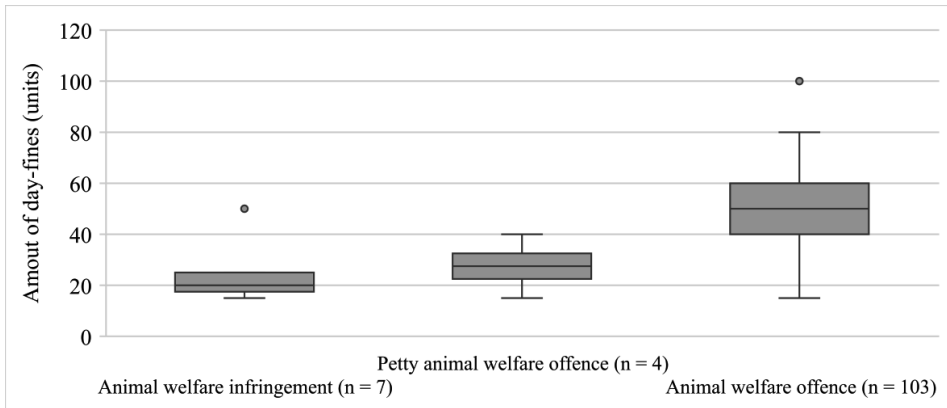 Amout of day-fines (units)
120
100
80
60
40
20
0
Petty animal welfare offence (n = 4)
Animal welfare infringement (n = 7)
Animal welfare offence (n = 103)